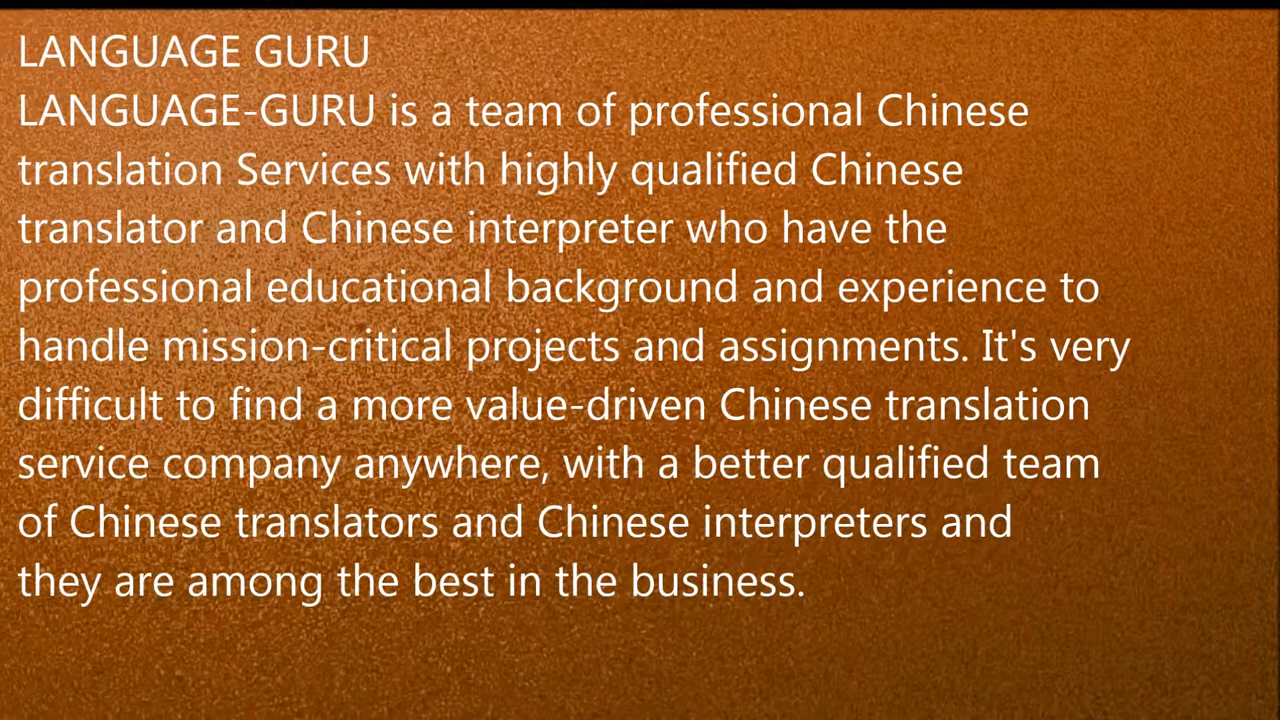 LANGUAGE GURU
LANGUAGE-GURU is a team of professional Chinese
translation Services with highly qualified Chinese
translator and Chinese interpreter who have the
professional educational background and experience to
handle mission-critical projects and assignments. It's very
difficult to find a more value-driven Chinese translation
service company anywhere, with a better qualified team
of Chinese translators and Chinese interpreters and
they are among the best in the business.